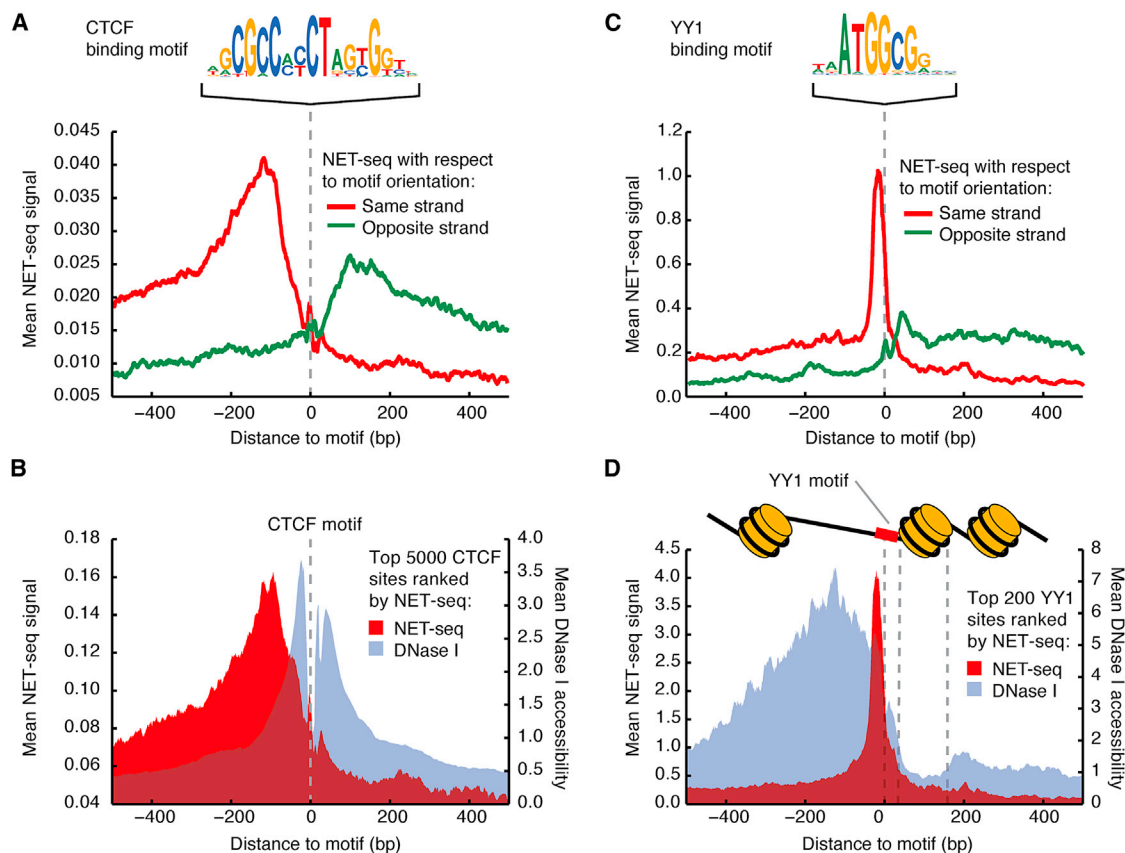 A
CTCF
binding motif
CGCC CT G
0.045
0.040
0.035
0.030
0.025
0.020
0.015
0.010
0.005
Mean NET-seq signal
NET-seq with respect
to motif orientation:
Same strand
Opposite strand
−400 −200 0 200 400
Distance to motif (bp)
C
YY1
binding motif
ATGGCG
1.2
1.0
0.8
0.6
0.4
0.2
0.0
Mean NET-seq signal
NET-seq with respect
to motif orientation:
Same strand
Opposite strand
−400 −200 0 200 400
Distance to motif (bp)
B
CTCF motif
0.18
0.16
0.14
0.12
0.10
0.08
0.06
0.04
Mean NET-seq signal
Top 5000 CTCF
sites ranked
by NET-seq:
NET-seq
DNase I
4.0
3.5
3.0
2.5
2.0
1.5
1.0
0.5
0.0
Mean DNase I accessibility
−400 −200 0 200 400
Distance to motif (bp)
D
YY1 motif
4.5
4.0
3.5
3.0
2.5
2.0
1.5
1.0
0.5
0.0
Mean NET-seq signal
Top 200 YY1
sites ranked
by NET-seq:
NET-seq
DNase I
8
7
6
5
4
3
2
1
0
Mean DNase I accessibility
−400 −200 0 200 400
Distance to motif (bp)